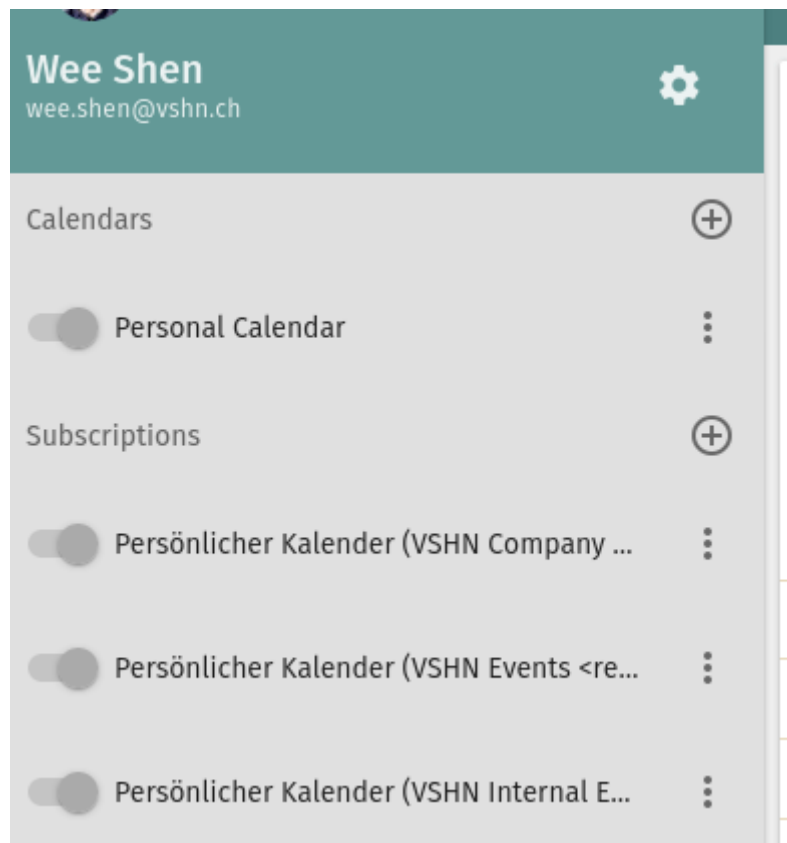 Wee Shen
wee.shen@vshn.ch
Calendars
Personal Calendar
Subscriptions
Persönlicher Kalender (VSHN Company ...
Persönlicher Kalender (VSHN Events <re...
Persönlicher Kalender (VSHN Internal E...